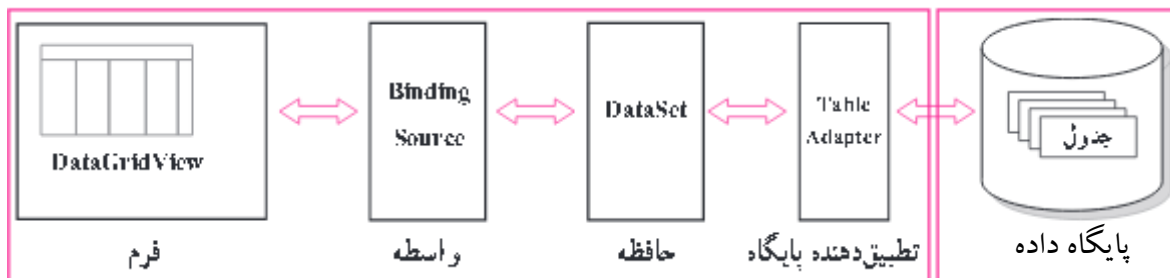 DataGridView
Binding
Source
DataSet
Table
Adapter
جدول
فرم
واسطه
حافظه
تطبیق‌دهنده پایگاه
پایگاه داده